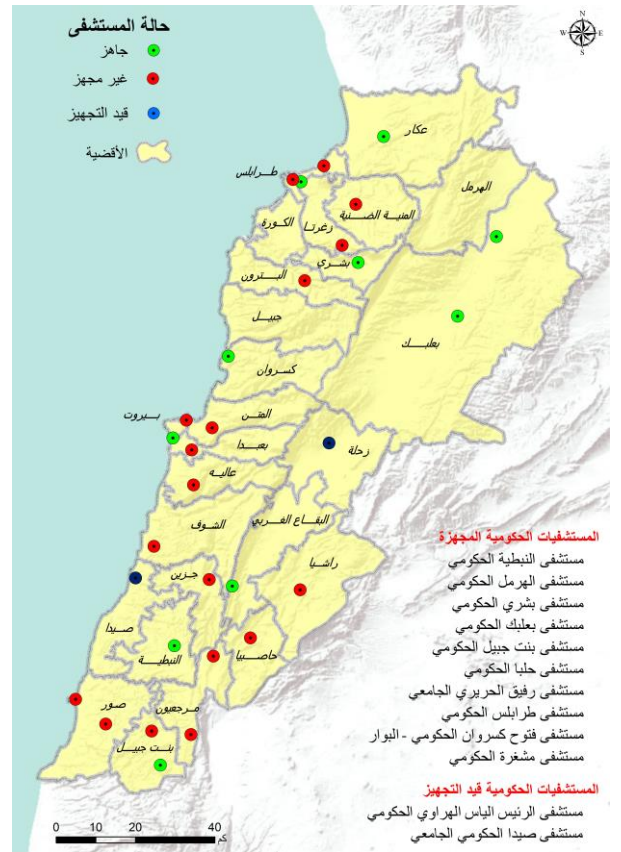 حالة المستشفى
جاهز
غير مجهز
قيد التجهيز
الأقضية
N
W E
S
عكار
طرابلس
الهرمل
المنية الضنية
زغرتا
الكورة
بشري
البترون
جبيل
بعلبك
كسروان
المتن
بيروت
زحلة
بعبدا
عاليه
البقاع الغربي
الشوف
راشيا
جزين
صيدا
حاصبيا
النبطية
مرجعيون
صور
بنت جبيل
المستشفيات الحكومية المجهزة
مستشفى النبطية الحكومي
مستشفى الهرمل الحكومي
مستشفى بشري الحكومي
مستشفى بعلبك الحكومي
مستشفى بنت جبيل الحكومي
مستشفى حلبا الحكومي
مستشفى رفيق الحريري الجامعي
مستشفى طرابلس الحكومي
مستشفى فتوح كسروان الحكومي - البوار
مستشفى مشغرة الحكومي
المستشفيات الحكومية قيد التجهيز
مستشفى الرئيس الياس الهراوي الحكومي
مستشفى صيدا الحكومي الجامعي
0 10 20 40
كم